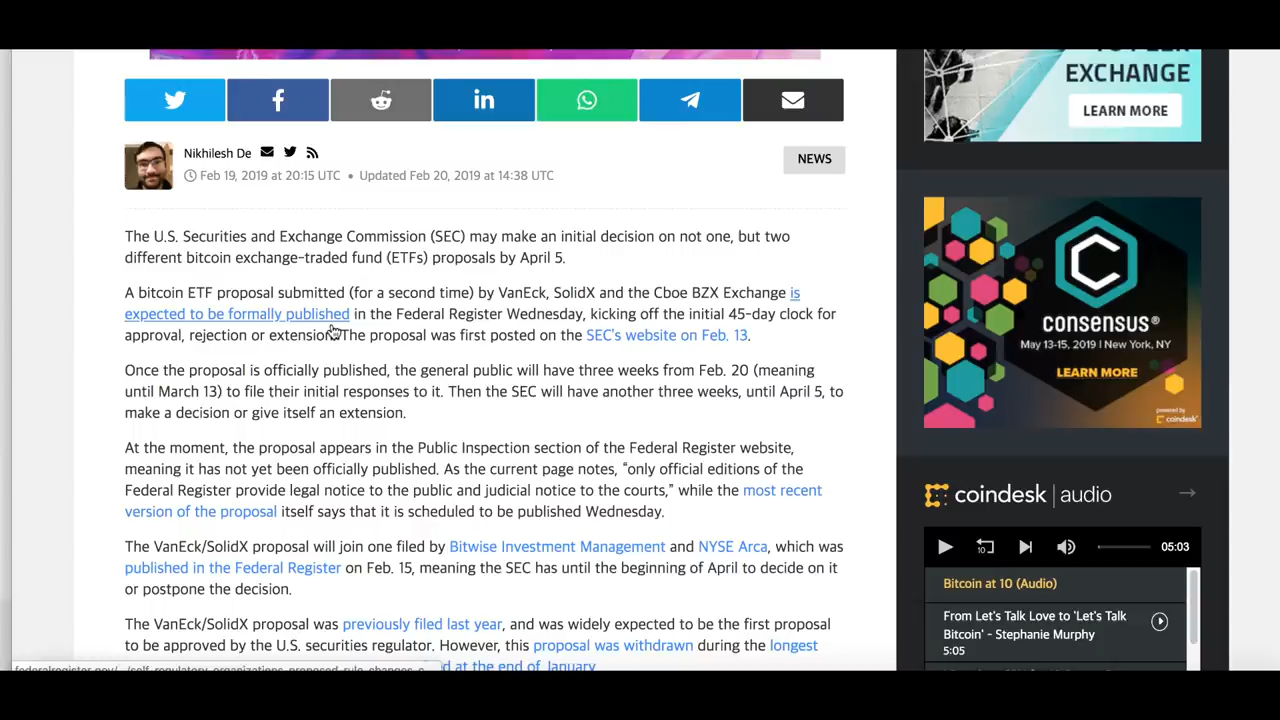 EXCHANGE
LEARN MORE
Nikhilesh De
NEWS
Feb 19, 2019 at 20:15 UTC • Updated Feb 20, 2019 at 14:38 UTC
The U.S. Securities and Exchange Commission (SEC) may make an initial decision on not one, but two
different bitcoin exchange-traded fund (ETFs) proposals by April 5.
A bitcoin ETF proposal submitted (for a second time) by VanEck, SolidX and the Cboe BZX Exchange is
expected to be formally published in the Federal Register Wednesday, kicking off the initial 45-day clock for
approval, rejection or extension. The proposal was first posted on the SEC's website on Feb. 13.
Once the proposal is officially published, the general public will have three weeks from Feb. 20 (meaning
until March 13) to file their initial responses to it. Then the SEC will have another three weeks, until April 5, to
make a decision or give itself an extension.
At the moment, the proposal appears in the Public Inspection section of the Federal Register website,
meaning it has not yet been officially published. As the current page notes, “only official editions of the
Federal Register provide legal notice to the public and judicial notice to the courts,” while the most recent
version of the proposal itself says that it is scheduled to be published Wednesday.
The VanEck/SolidX proposal will join one filed by Bitwise Investment Management and NYSE Arca, which was
published in the Federal Register on Feb. 15, meaning the SEC has until the beginning of April to decide on it
or postpone the decision.
The VanEck/SolidX proposal was previously filed last year, and was widely expected to be the first proposal
to be approved by the U.S. securities regulator. However, this proposal was withdrawn during the longest
d at the end of January
C
consensus®
May 13-15, 2019 | New York, NY
LEARN MORE
powered by
coindesk
coindesk | audio
10
05:03
Bitcoin at 10 (Audio)
From Let's Talk Love to 'Let's Talk
Bitcoin' - Stephanie Murphy
5:05